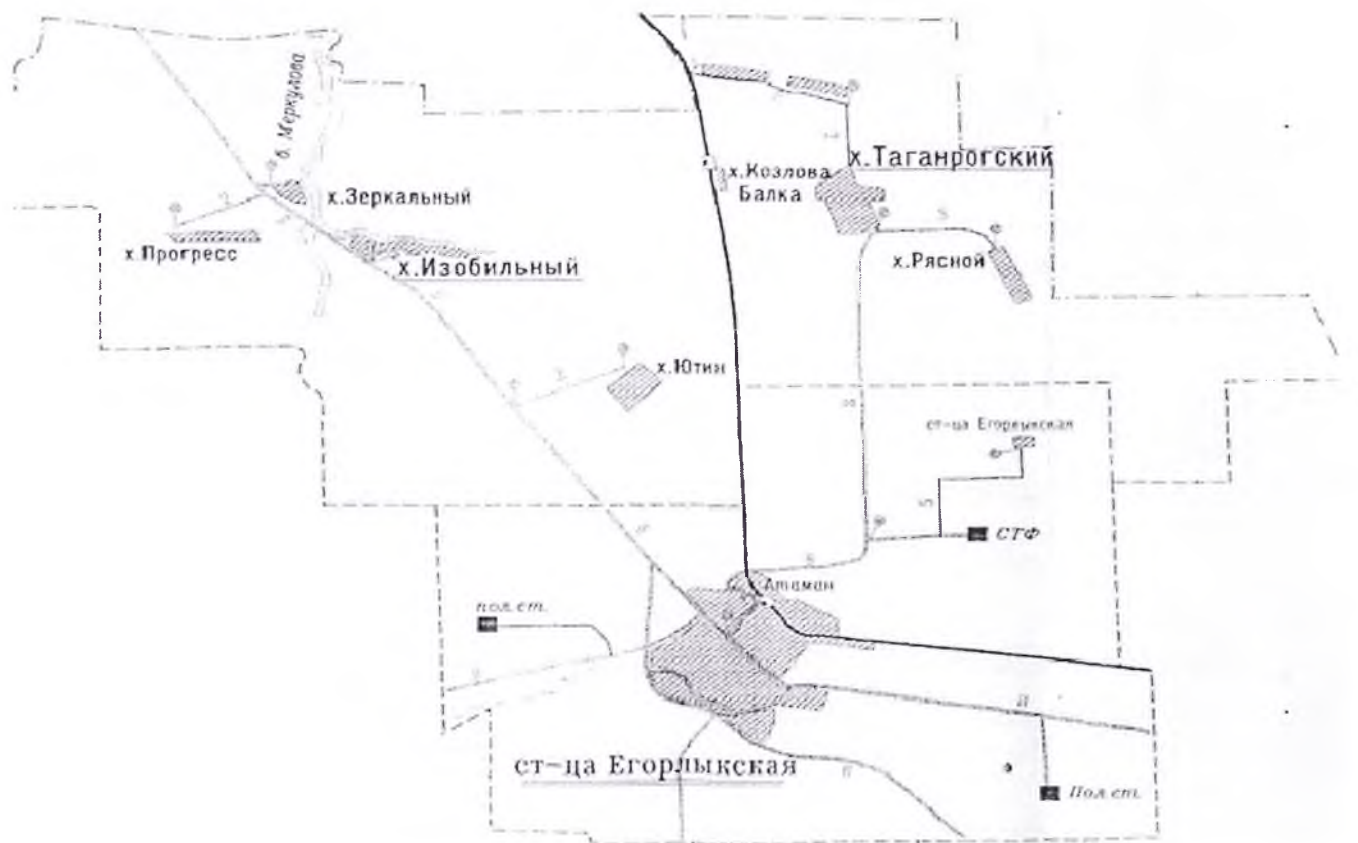 б. Меркулова
х.Таганрогский
х.Козлова
Балка
х.Зеркальный
х.Прогресс
х.Изобильный
х.Рясной
х.Ютин
ст-ца Егорлыкская
СТФ
Атаман
пол.ст.
ст-ца Егорлыкская
Пол.ст.